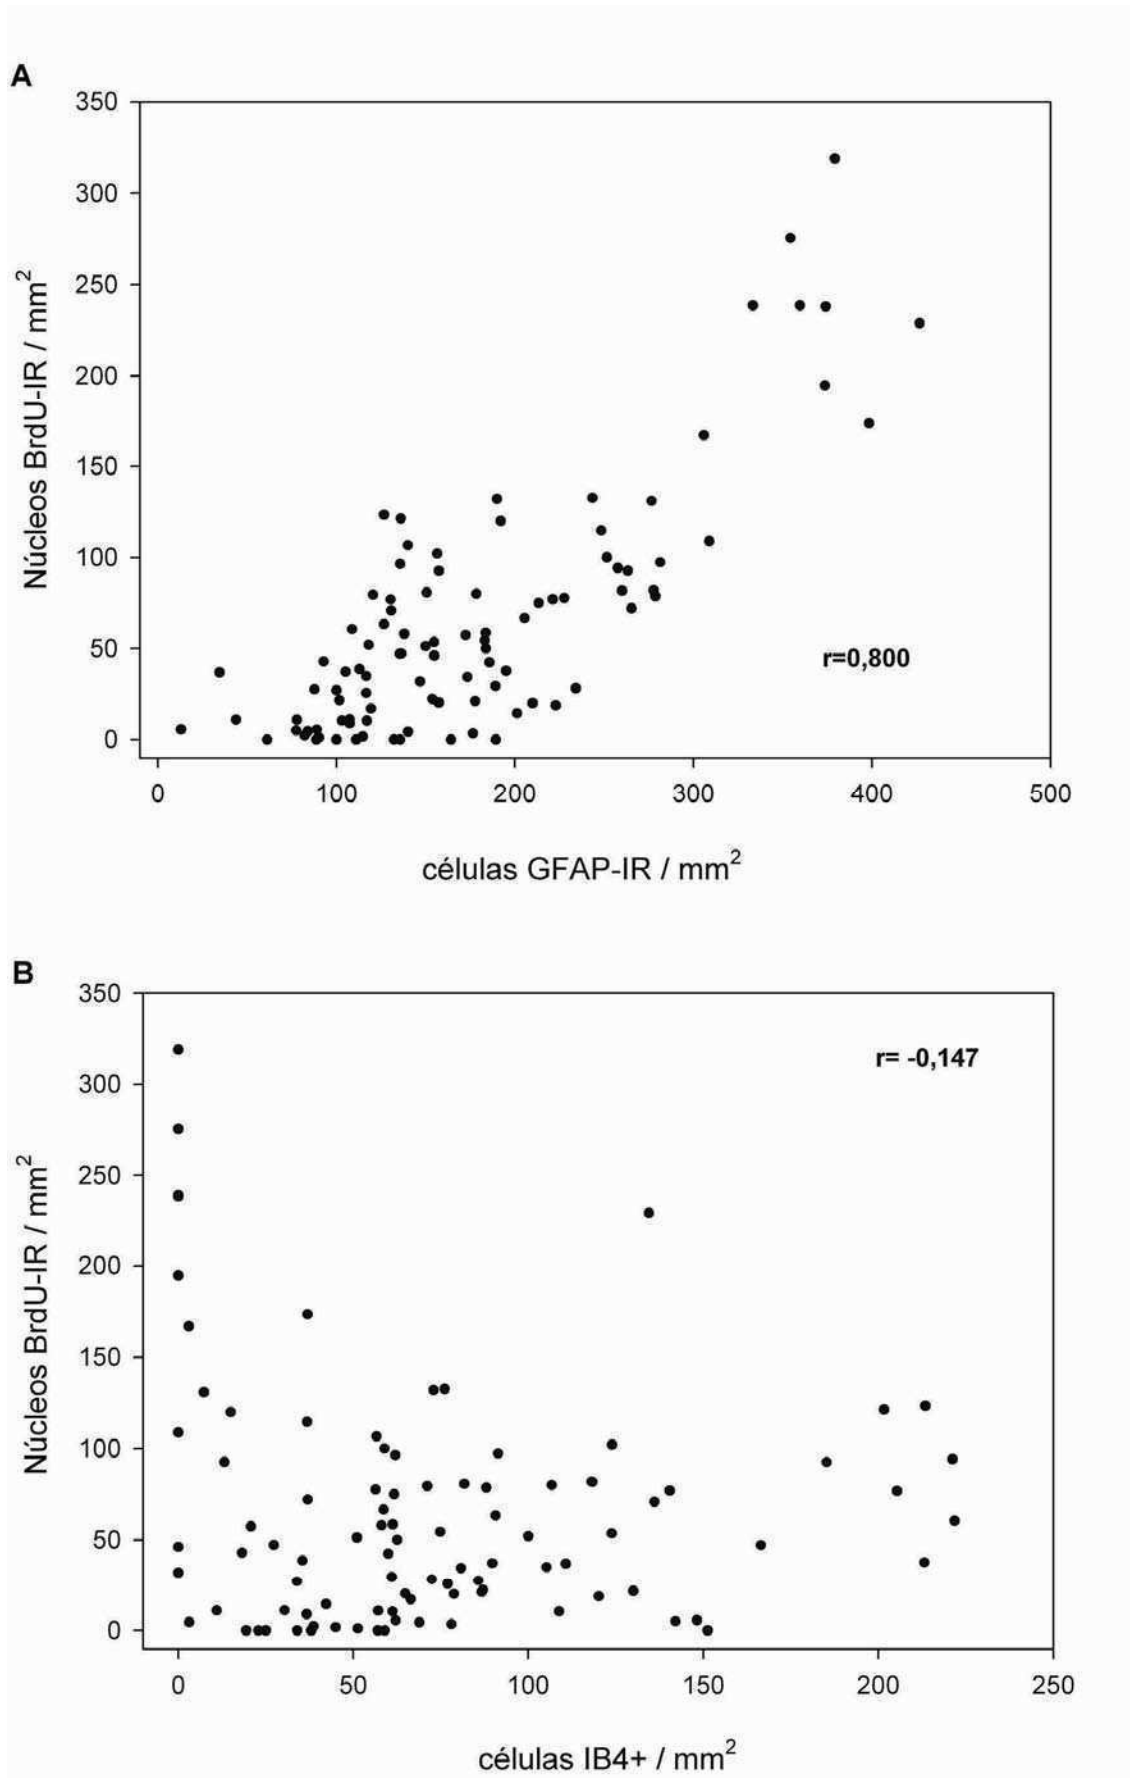 A
350
300
250
200
150
100
50
0
Núcleos BrdU-IR / mm²
r=0,800
0 100 200 300 400 500
células GFAP-IR / mm²
B
350
300
250
200
150
100
50
0
Núcleos BrdU-IR / mm²
r= -0,147
0 50 100 150 200 250
células IB4+ / mm²